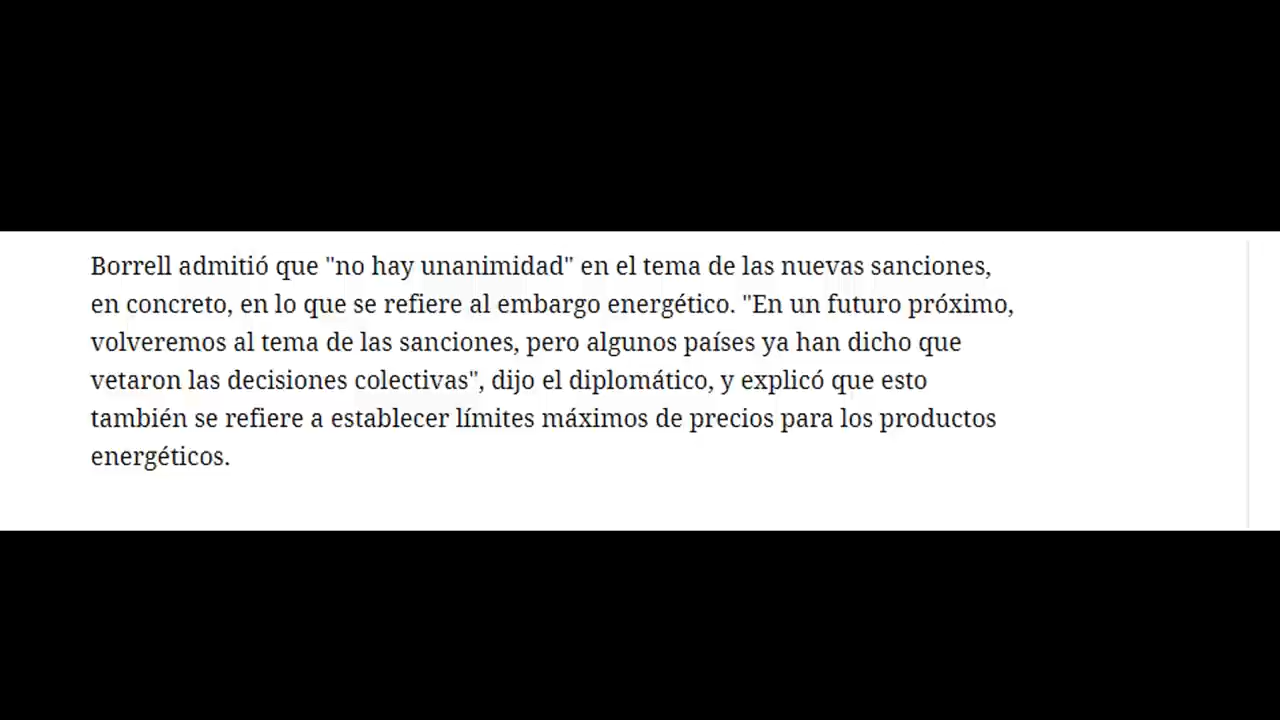 Borrell admitió que "no hay unanimidad" en el tema de las nuevas sanciones,
en concreto, en lo que se refiere al embargo energético. "En un futuro próximo,
volveremos al tema de las sanciones, pero algunos países ya han dicho que
vetaron las decisiones colectivas", dijo el diplomático, y explicó que esto
también se refiere a establecer límites máximos de precios para los productos
energéticos.